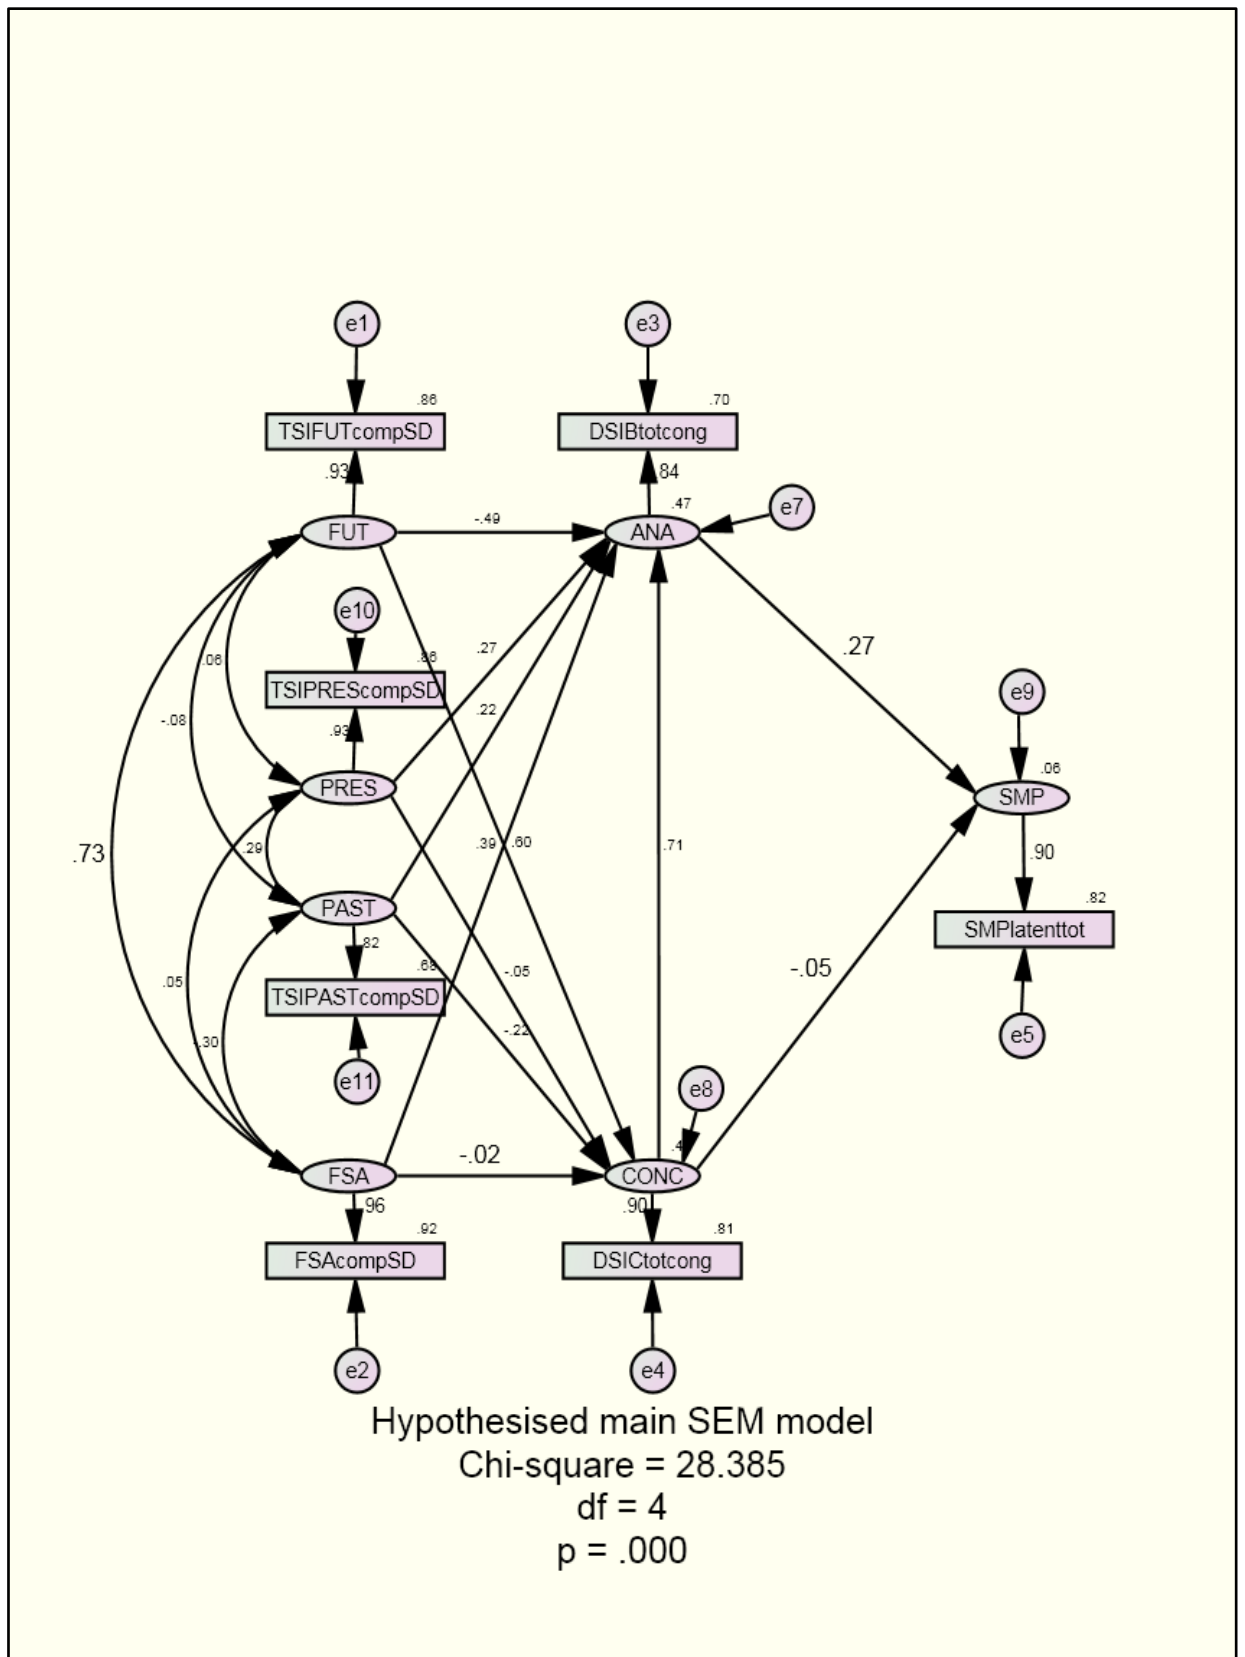 e1
e3
.86
.70
TSIFUTcompSD
DSIBtotcong
.93
.84
.47
e7
FUT
-.49
ANA
e10
.86
.27
.27
.06
TSIPREScompSD
e9
-.08
.22
.93
.06
PRES
SMP
.73
.29
.39
.60
.71
.90
PAST
.82
SMPlatenttot
.82
.68
-.05
-.05
.05
TSIPASTcompSD
-.22
e5
.30
e11
e8
-.02
FSA
CONC
.96
.90
.92
.81
FSAcompSD
DSICtotcong
e2
e4
Hypothesised main SEM model
Chi-square = 28.385
df = 4
p = .000